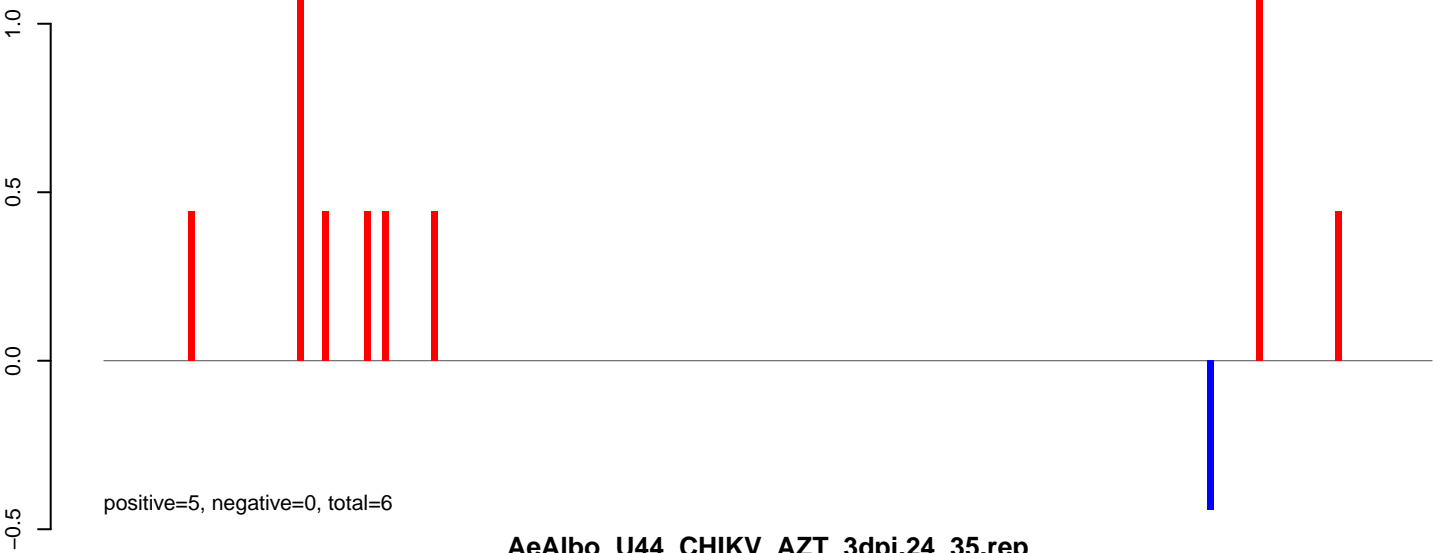 1.0
0.5
0.0
-0.5
positive=5, negative=0, total=6
AeAlbo_U44_CHIKV_AZT_3dpi.24_35.rep